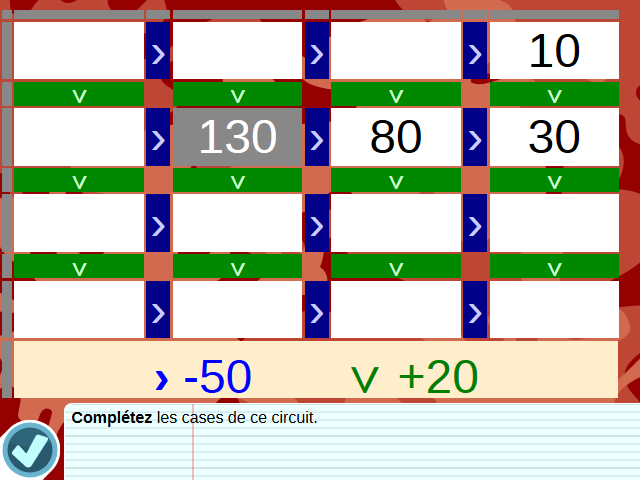 › › › 10
v v v v
› 130 › 80 › 30
v v v v
› › ›
v v v v
› › ›
› -50 v +20
Complétez les cases de ce circuit.